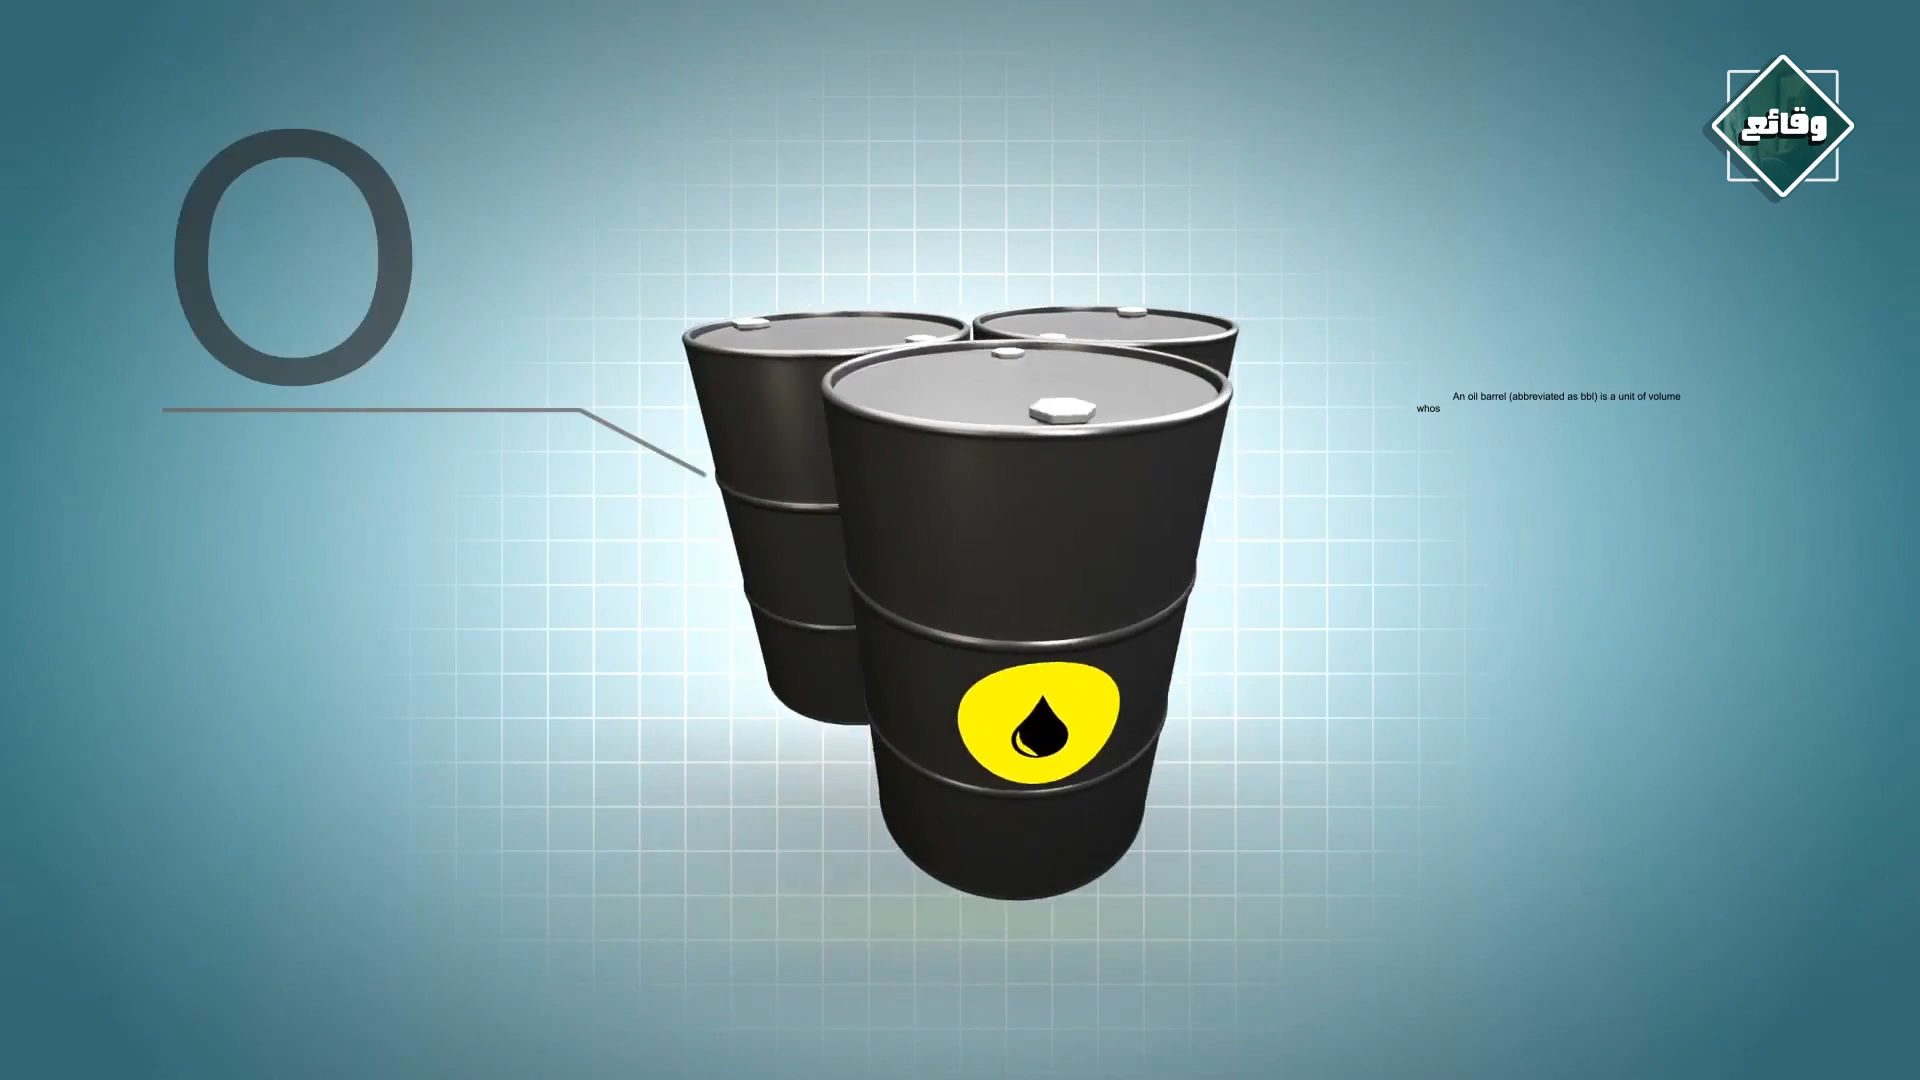 O
وقائع
An oil barrel (abbreviated as bbl) is a unit of volume
whos